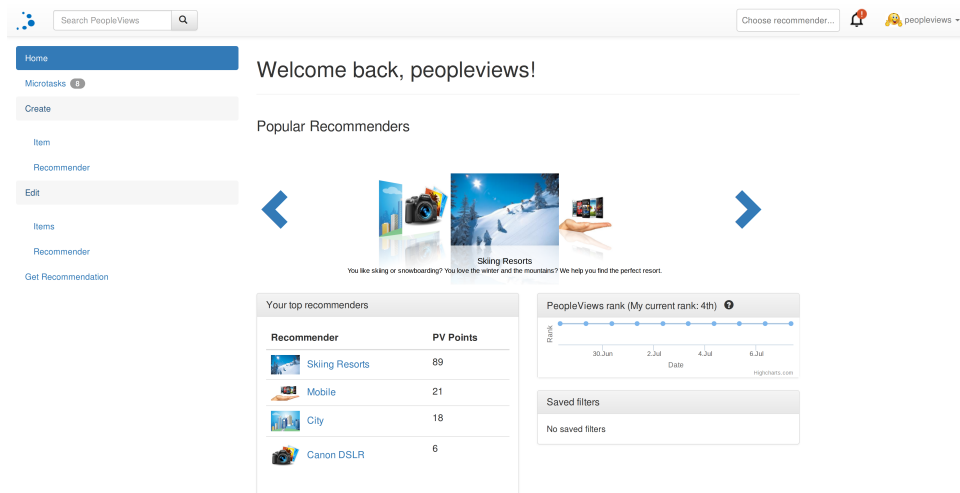 Search PeopleViews
Choose recommender...
!
peopleviews
Home
Microtasks 8
Create
Item
Recommender
Edit
Items
Recommender
Get Recommendation
Welcome back, peopleviews!
Popular Recommenders
Skiing Resorts
You like skiing or snowboarding? You love the winter and the mountains? We help you find the perfect resort.
Your top recommenders
Recommender PV Points
Skiing Resorts 89
Mobile 21
City 18
Canon DSLR 6
PeopleViews rank (My current rank: 4th) ?
Rank
30.Jun 2.Jul 4.Jul 6.Jul
Date
Highcharts.com
Saved filters
No saved filters